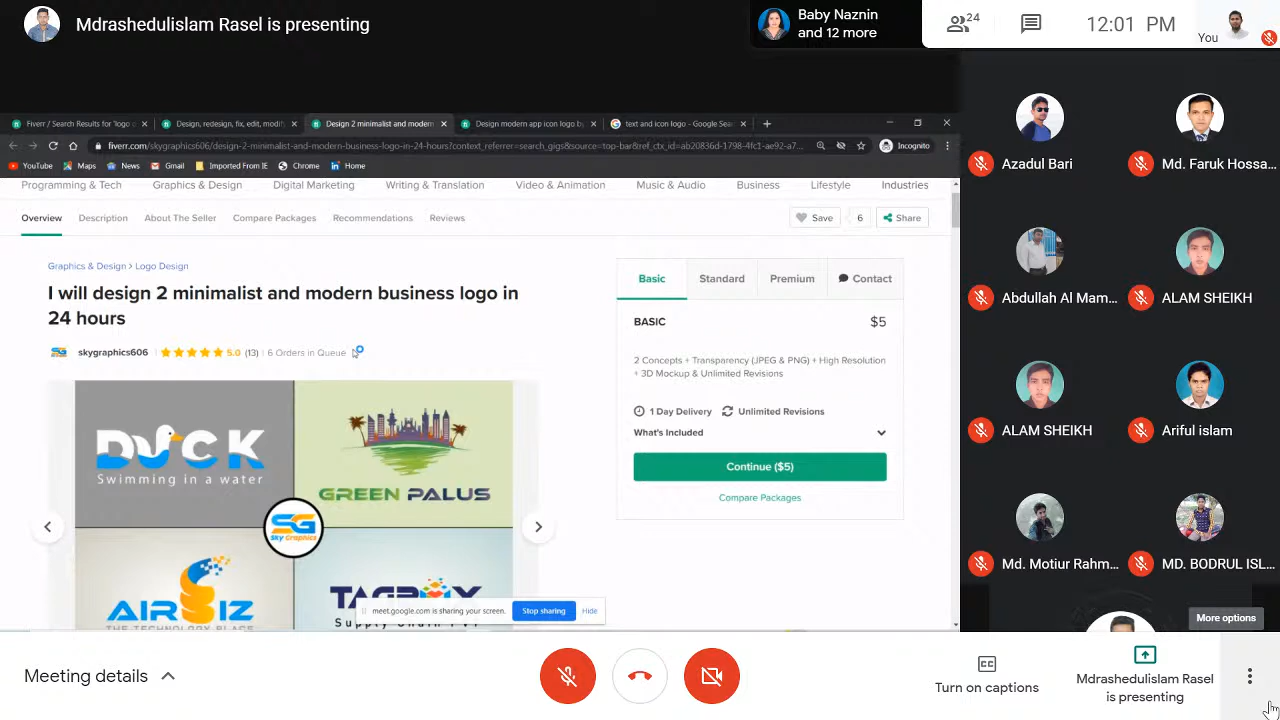 Mdrashedulislam Rasel is presenting
Baby Naznin
and 12 more
24
12:01 PM
You
Fiverr / Search Results for 'logo
Design, redesign, fix, edit, modif
Design 2 minimalist and modern
text and icon logo - Google Sea
fiverr.com/skygraphics606/design-2-minimalist-and-modern-business-logo-in-24-hours?context_referrer=search_gigs&source=top-bar&ref_ctx_id=ab20836d-1798-4fc1-ae92-a7...
Incognito
YouTube
Maps
News
Gmail
Imported From IE
Chrome
Home
Programming & Tech
Graphics & Design
Digital Marketing
Writing & Translation
Video & Animation
Music & Audio
Business
Lifestyle
Industries
Overview
Description
About The Seller
Compare Packages
Recommendations
Reviews
Save
6
Share
Graphics & Design > Logo Design
I will design 2 minimalist and modern business logo in
24 hours
skygraphics606
5.0 (13)
6 Orders in Queue
DUCK
Swimming in a water
GREEN PALUS
SG
Sky Graphics
AIRBIZ
THE TECHNOLOGY PLACE
Basic
Standard
Premium
Contact
BASIC
$5
2 Concepts + Transparency (JPEG & PNG) + High Resolution
+ 3D Mockup & Unlimited Revisions
1 Day Delivery
Unlimited Revisions
What's Included
Continue ($5)
Compare Packages
meet.google.com is sharing your screen.
Stop sharing
Hide
Azadul Bari
Md. Faruk Hossa...
Abdullah Al Mam...
ALAM SHEIKH
ALAM SHEIKH
Ariful islam
Md. Motiur Rahm...
MD. BODRUL ISL...
More options
Meeting details
Turn on captions
Mdrashedulislam Rasel
is presenting